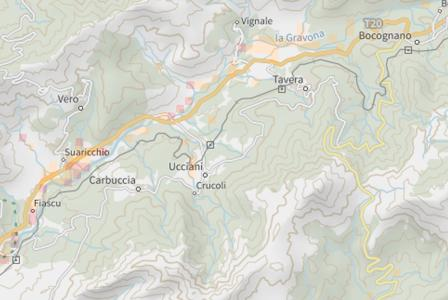 Vignale
la Gravona
T20
Bocognano
Tavera
Vero
Suaricchio
Ucciani
Carbuccia
Crucoli
Fiascu